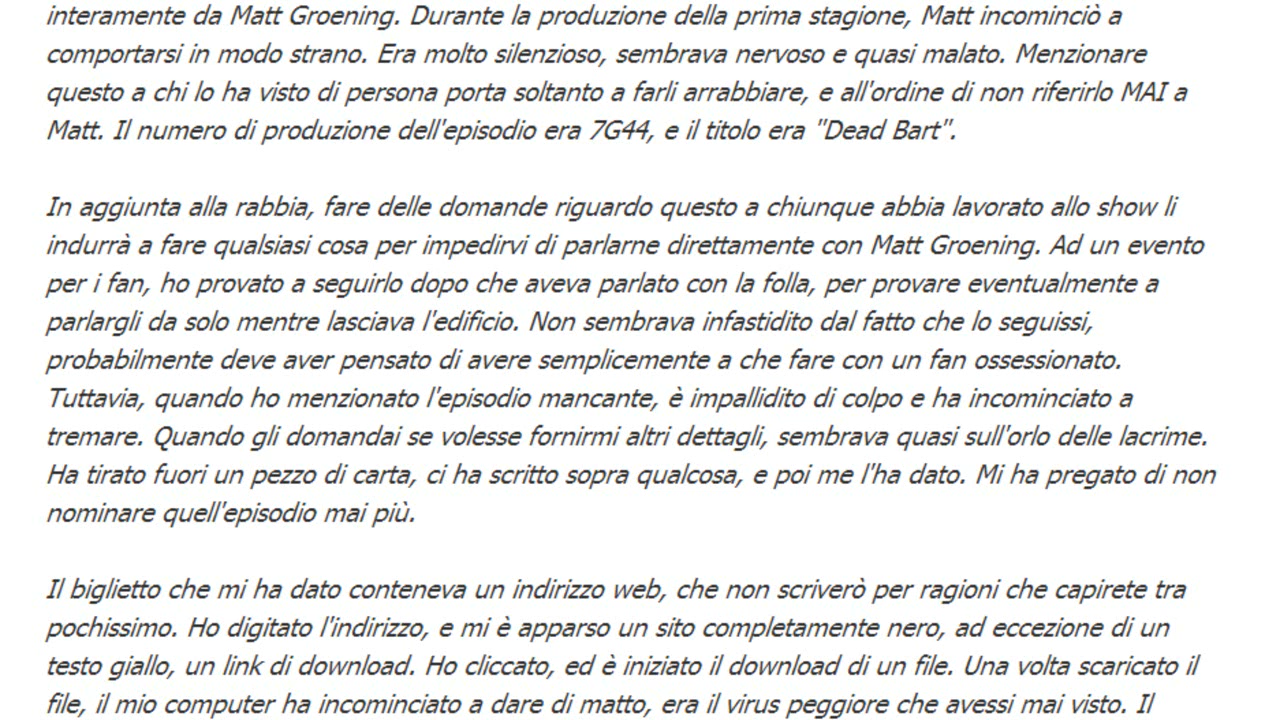 interamente da Matt Groening. Durante la produzione della prima stagione, Matt incominciò a
comportarsi in modo strano. Era molto silenzioso, sembrava nervoso e quasi malato. Menzionare
questo a chi lo ha visto di persona porta soltanto a farli arrabbiare, e all'ordine di non riferirlo MAI a
Matt. Il numero di produzione dell'episodio era 7G44, e il titolo era "Dead Bart".
In aggiunta alla rabbia, fare delle domande riguardo questo a chiunque abbia lavorato allo show li
indurrà a fare qualsiasi cosa per impedirvi di parlarne direttamente con Matt Groening. Ad un evento
per i fan, ho provato a seguirlo dopo che aveva parlato con la folla, per provare eventualmente a
parlargli da solo mentre lasciava l'edificio. Non sembrava infastidito dal fatto che lo seguissi,
probabilmente deve aver pensato di avere semplicemente a che fare con un fan ossessionato.
Tuttavia, quando ho menzionato l'episodio mancante, è impallidito di colpo e ha incominciato a
tremare. Quando gli domandai se volesse fornirmi altri dettagli, sembrava quasi sull'orlo delle lacrime.
Ha tirato fuori un pezzo di carta, ci ha scritto sopra qualcosa, e poi me l'ha dato. Mi ha pregato di non
nominare quell'episodio mai più.
Il biglietto che mi ha dato conteneva un indirizzo web, che non scriverò per ragioni che capirete tra
pochissimo. Ho digitato l'indirizzo, e mi è apparso un sito completamente nero, ad eccezione di un
testo giallo, un link di download. Ho cliccato, ed è iniziato il download di un file. Una volta scaricato il
file, il mio computer ha incominciato a dare di matto, era il virus peggiore che avessi mai visto. Il